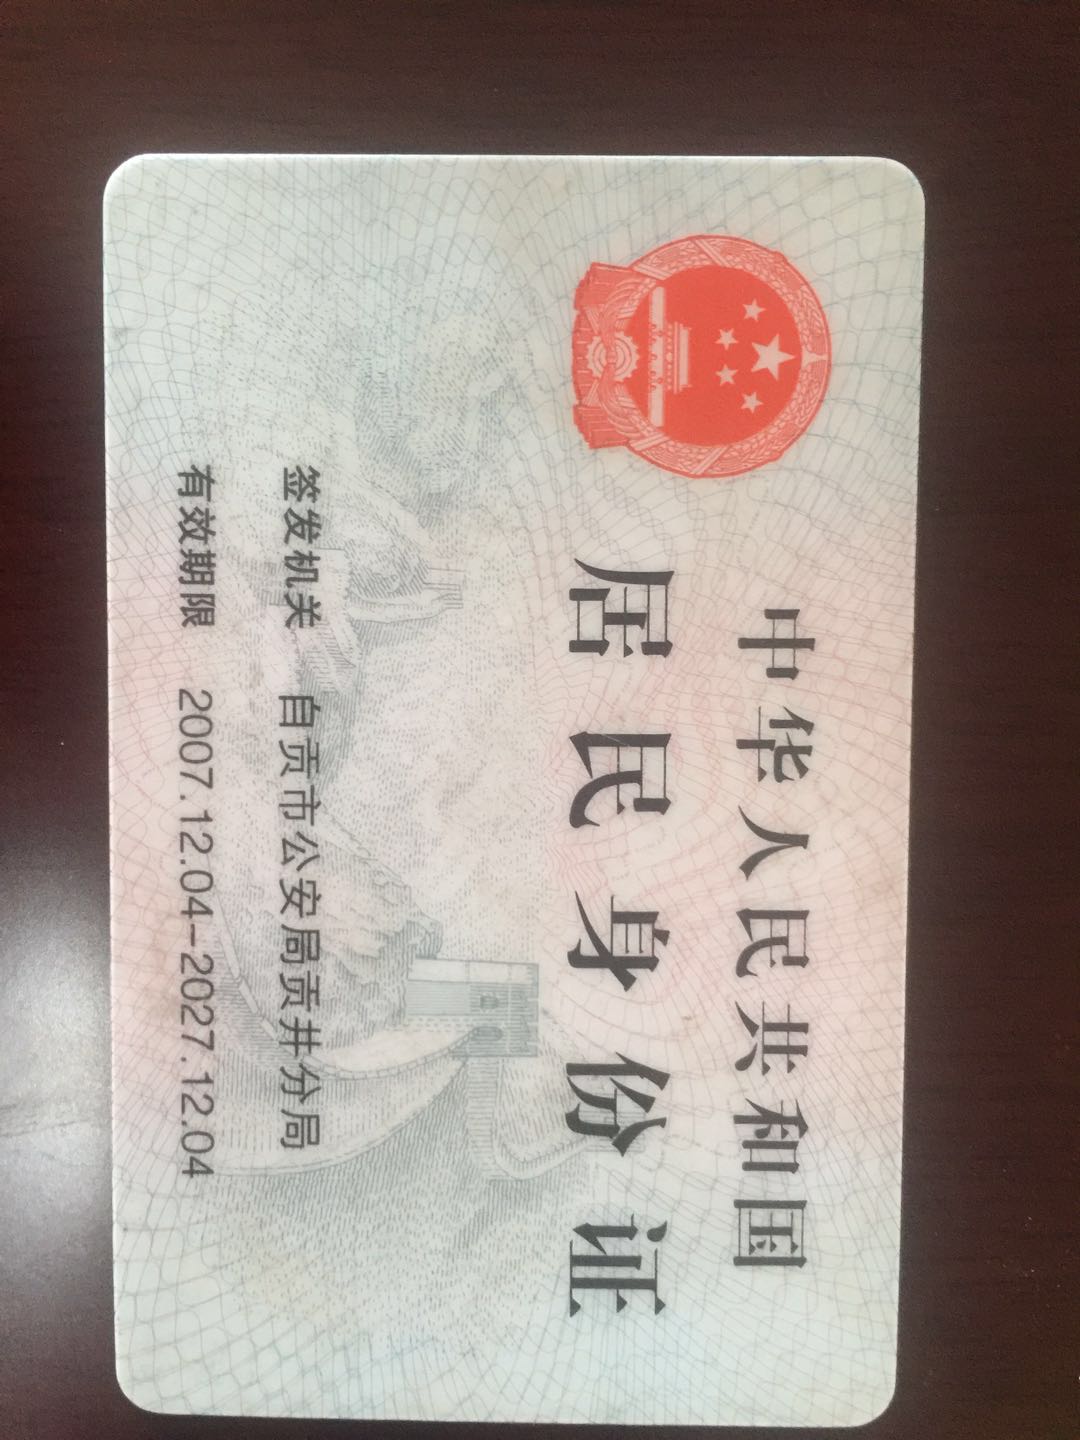 中华人民共和国
居民身份证
签发机关 自贡市公安局贡井分局
有效期限 2007.12.04-2027.12.04